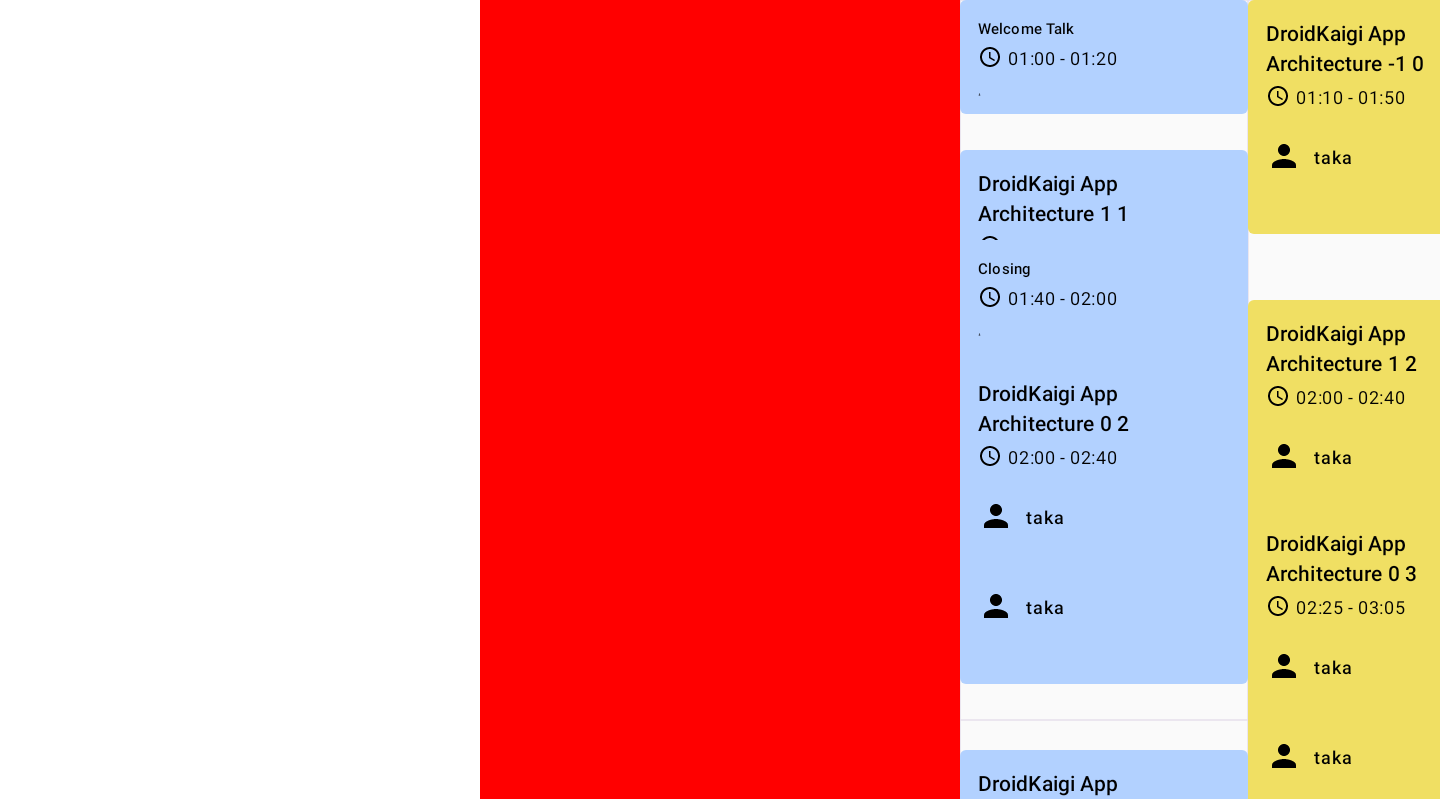 Welcome Talk
01:00 - 01:20
DroidKaigi App
Architecture 1 1
Closing
01:40 - 02:00
DroidKaigi App
Architecture 0 2
02:00 - 02:40
taka
taka
DroidKaigi App
DroidKaigi App
Architecture -1 0
01:10 - 01:50
taka
DroidKaigi App
Architecture 1 2
02:00 - 02:40
taka
DroidKaigi App
Architecture 0 3
02:25 - 03:05
taka
taka